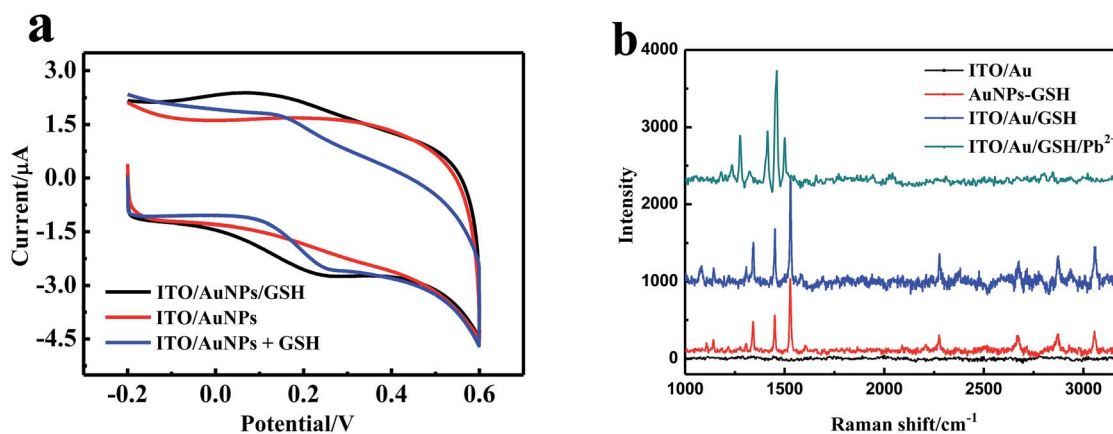 a
Current/μA
3.0
1.5
0.0
-1.5
-3.0
-4.5
ITO/AuNPs/GSH
ITO/AuNPs
ITO/AuNPs + GSH
-0.2
0.0
0.2
0.4
0.6
Potential/V
b
Intensity
4000
3000
2000
1000
0
ITO/Au
AuNPs-GSH
ITO/Au/GSH
ITO/Au/GSH/Pb²⁺
1000
1500
2000
2500
3000
Raman shift/cm⁻¹